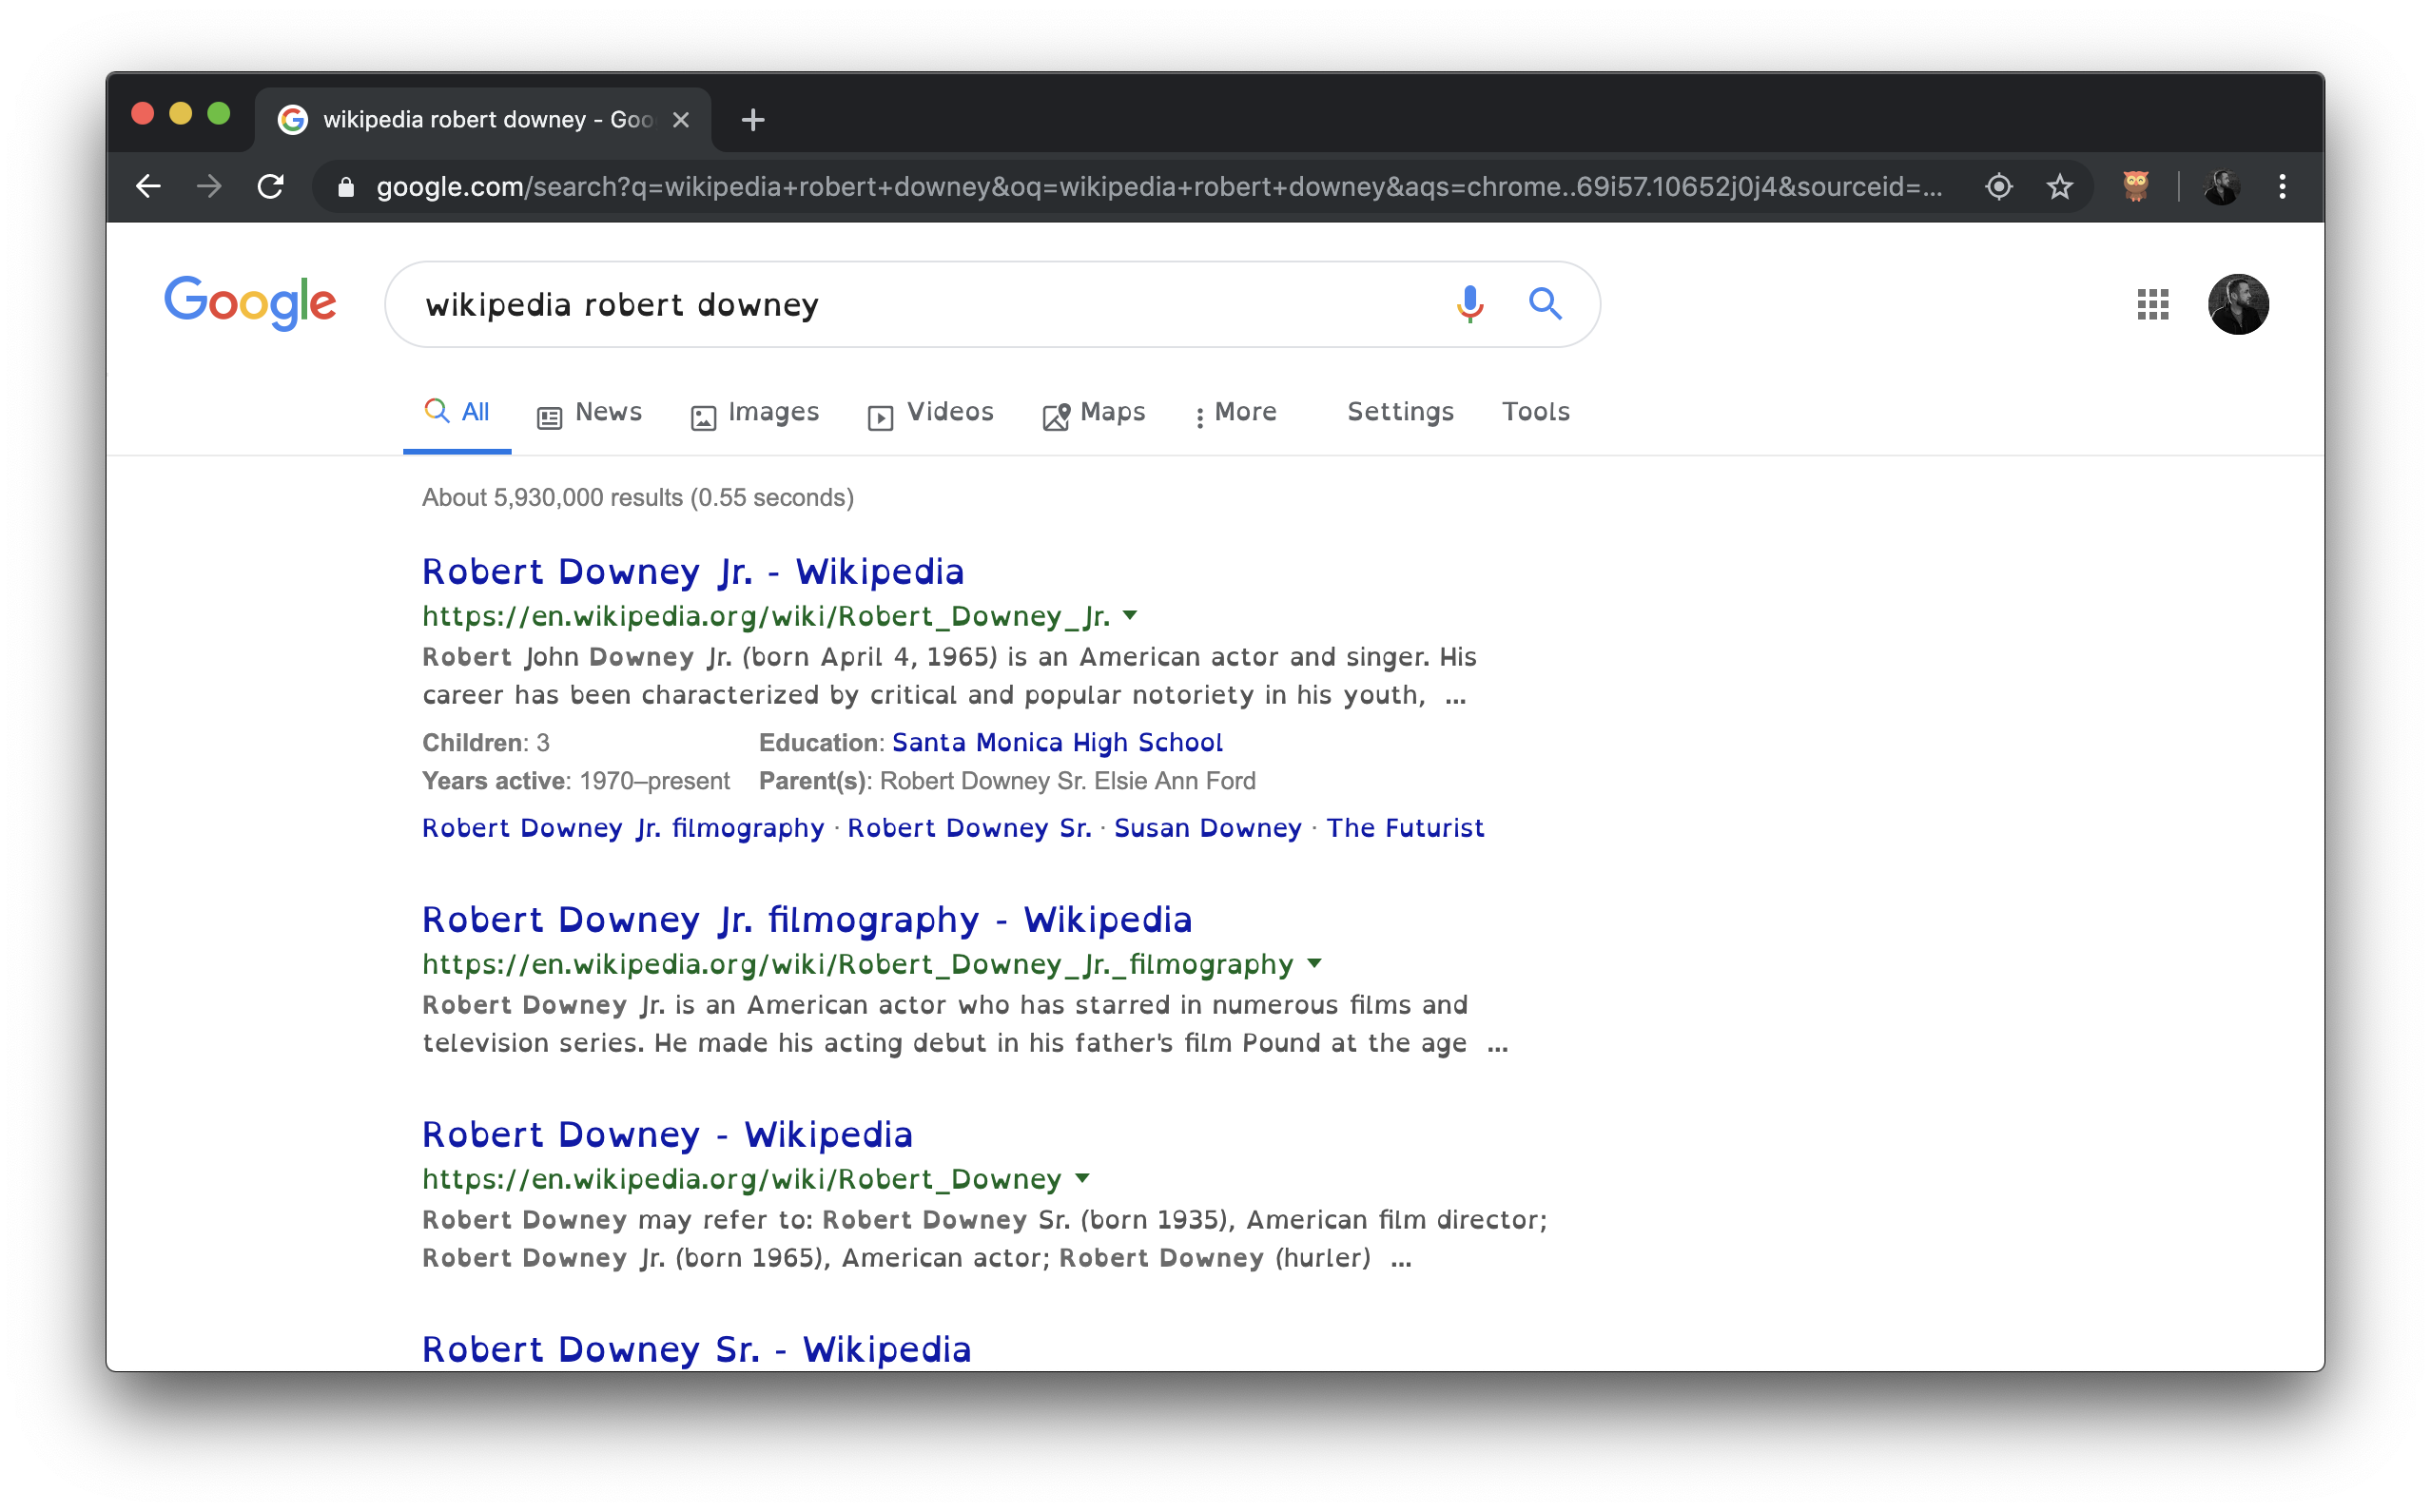 wikipedia robert downey - Goo
google.com/search?q=wikipedia+robert+downey&oq=wikipedia+robert+downey&aqs=chrome..69i57.10652j0j4&sourceid=...
Google
wikipedia robert downey
All News Images Videos Maps More Settings Tools
About 5,930,000 results (0.55 seconds)
Robert Downey Jr. - Wikipedia
https://en.wikipedia.org/wiki/Robert_Downey_Jr.
Robert John Downey Jr. (born April 4, 1965) is an American actor and singer. His
career has been characterized by critical and popular notoriety in his youth, ...
Children: 3 Education: Santa Monica High School
Years active: 1970–present Parent(s): Robert Downey Sr. Elsie Ann Ford
Robert Downey Jr. filmography · Robert Downey Sr. · Susan Downey · The Futurist
Robert Downey Jr. filmography - Wikipedia
https://en.wikipedia.org/wiki/Robert_Downey_Jr._filmography
Robert Downey Jr. is an American actor who has starred in numerous films and
television series. He made his acting debut in his father's film Pound at the age ...
Robert Downey - Wikipedia
https://en.wikipedia.org/wiki/Robert_Downey
Robert Downey may refer to: Robert Downey Sr. (born 1935), American film director;
Robert Downey Jr. (born 1965), American actor; Robert Downey (hurler) ...
Robert Downey Sr. - Wikipedia